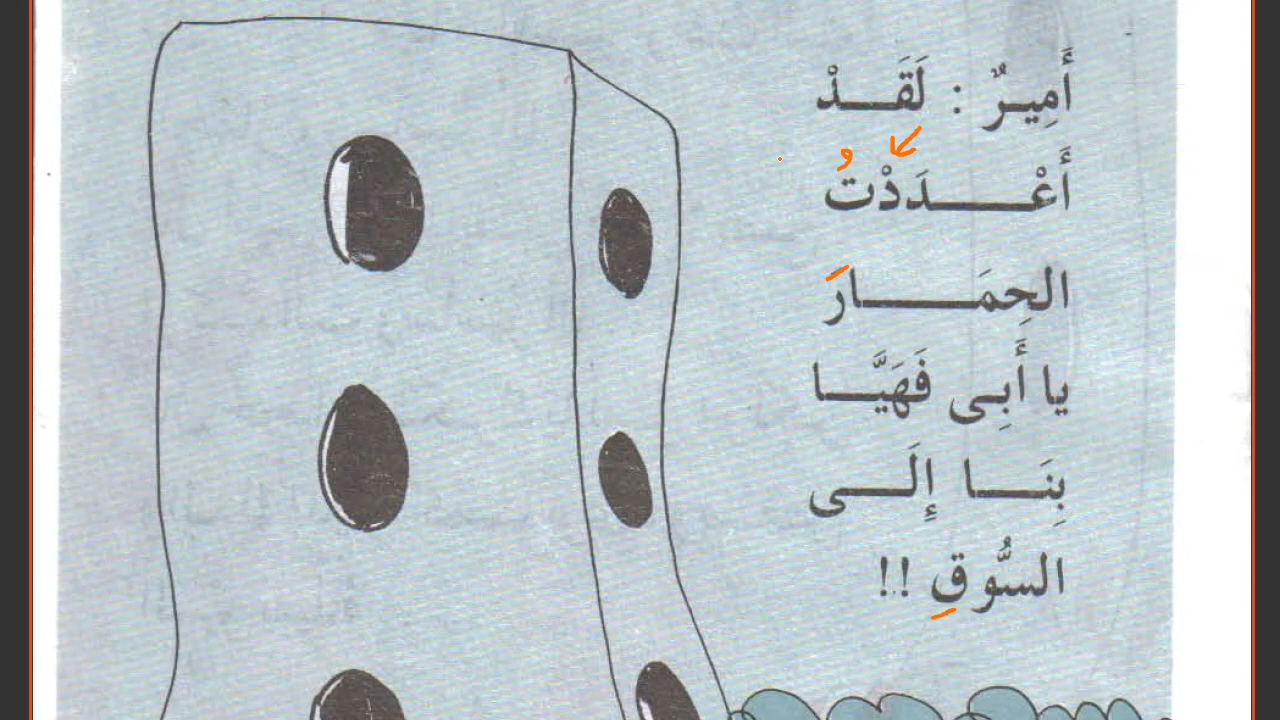 أَمِيرٌ : لَقَدْ
أَعْدَدْتُ
الحِمَارَ
يا أَبِى فَهَيَّا
بِنَا إِلَى
السُّوقِ !!